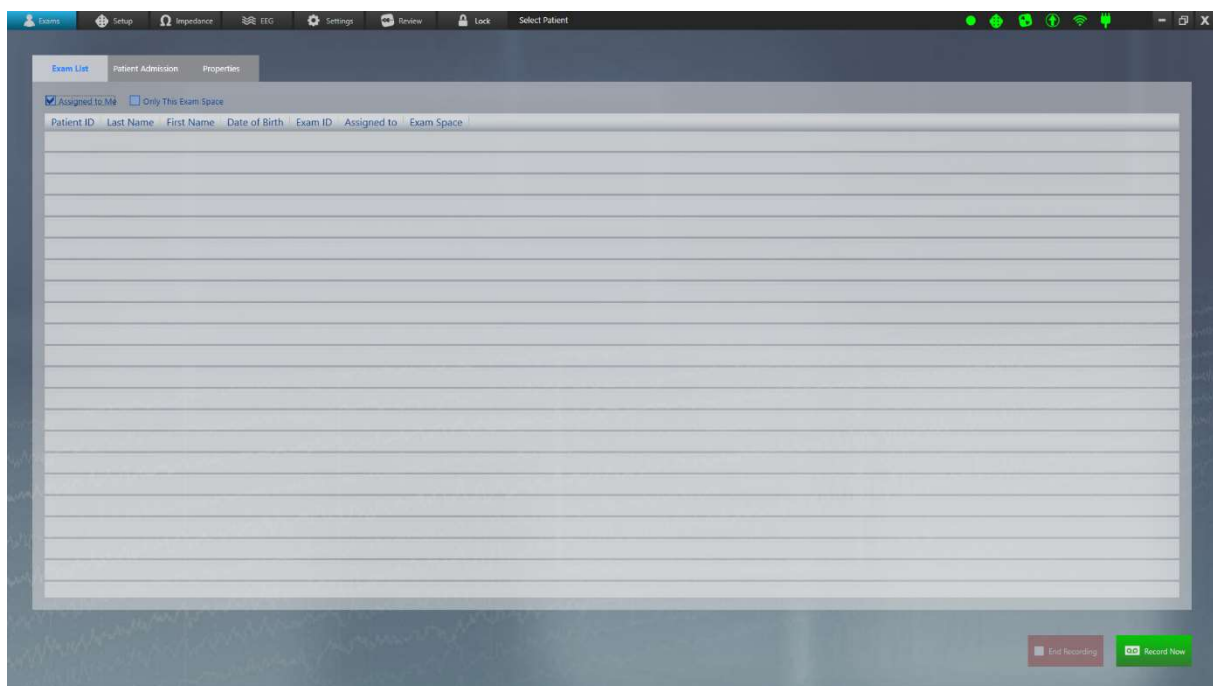 Exams Setup Ω Impedance EEG Settings Review Lock Select Patient X
Exam List Patient Admission Properties
Assigned to Me Only This Exam Space
Patient ID Last Name First Name Date of Birth Exam ID Assigned to Exam Space
End Recording Record Now